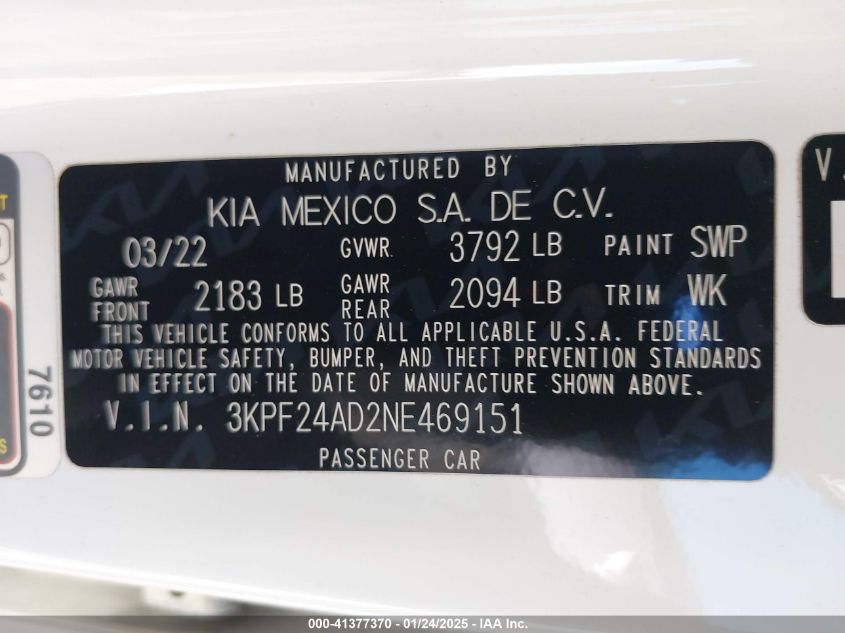 MANUFACTURED BY
KIA MEXICO S.A. DE C.V.
03/22 GVWR 3792 LB PAINT SWP
GAWR FRONT 2183 LB GAWR REAR 2094 LB TRIM WK
THIS VEHICLE CONFORMS TO ALL APPLICABLE U.S.A. FEDERAL
MOTOR VEHICLE SAFETY, BUMPER, AND THEFT PREVENTION STANDARDS
IN EFFECT ON THE DATE OF MANUFACTURE SHOWN ABOVE.
V.I.N. 3KPF24AD2NE469151
PASSENGER CAR
7610
000-41377370 - 01/24/2025 - IAA Inc.